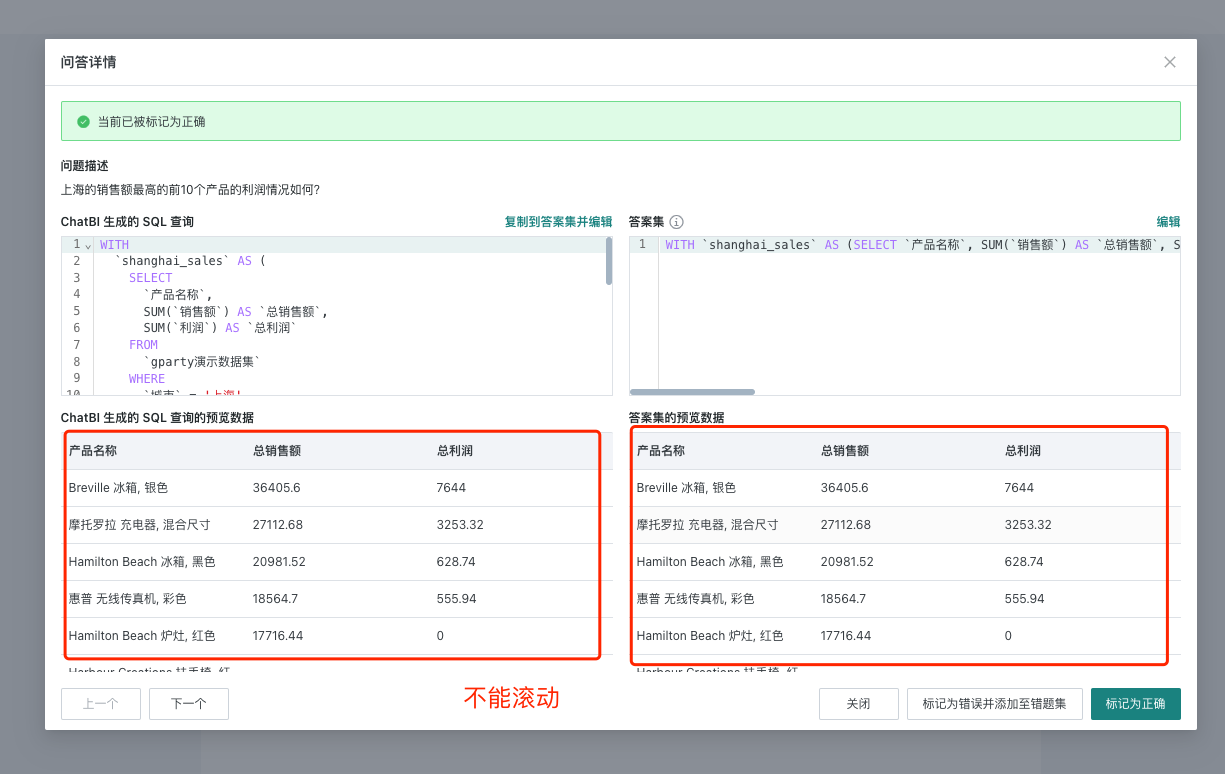 问答详情
当前已被标记为正确
问题描述
上海的销售额最高的前10个产品的利润情况如何?
ChatBI 生成的 SQL 查询 复制到答案集并编辑
1 WITH
2 `shanghai_sales` AS (
3 SELECT
4 `产品名称`,
5 SUM(`销售额`) AS `总销售额`,
6 SUM(`利润`) AS `总利润`
7 FROM
8 `gparty演示数据集`
9 WHERE
10 `城市` = '上海'
答案集 编辑
1 WITH `shanghai_sales` AS (SELECT `产品名称`, SUM(`销售额`) AS `总销售额`, S
ChatBI 生成的 SQL 查询的预览数据
产品名称 总销售额 总利润
Breville 冰箱, 银色 36405.6 7644
摩托罗拉 充电器, 混合尺寸 27112.68 3253.32
Hamilton Beach 冰箱, 黑色 20981.52 628.74
惠普 无线传真机, 彩色 18564.7 555.94
Hamilton Beach 炉灶, 红色 17716.44 0
Harbour Creations 扶手椅, 红
答案集的预览数据
产品名称 总销售额 总利润
Breville 冰箱, 银色 36405.6 7644
摩托罗拉 充电器, 混合尺寸 27112.68 3253.32
Hamilton Beach 冰箱, 黑色 20981.52 628.74
惠普 无线传真机, 彩色 18564.7 555.94
Hamilton Beach 炉灶, 红色 17716.44 0
Harbour Creations 扶手椅, 红
不能滚动
上一个 下一个 关闭 标记为错误并添加至错题集 标记为正确